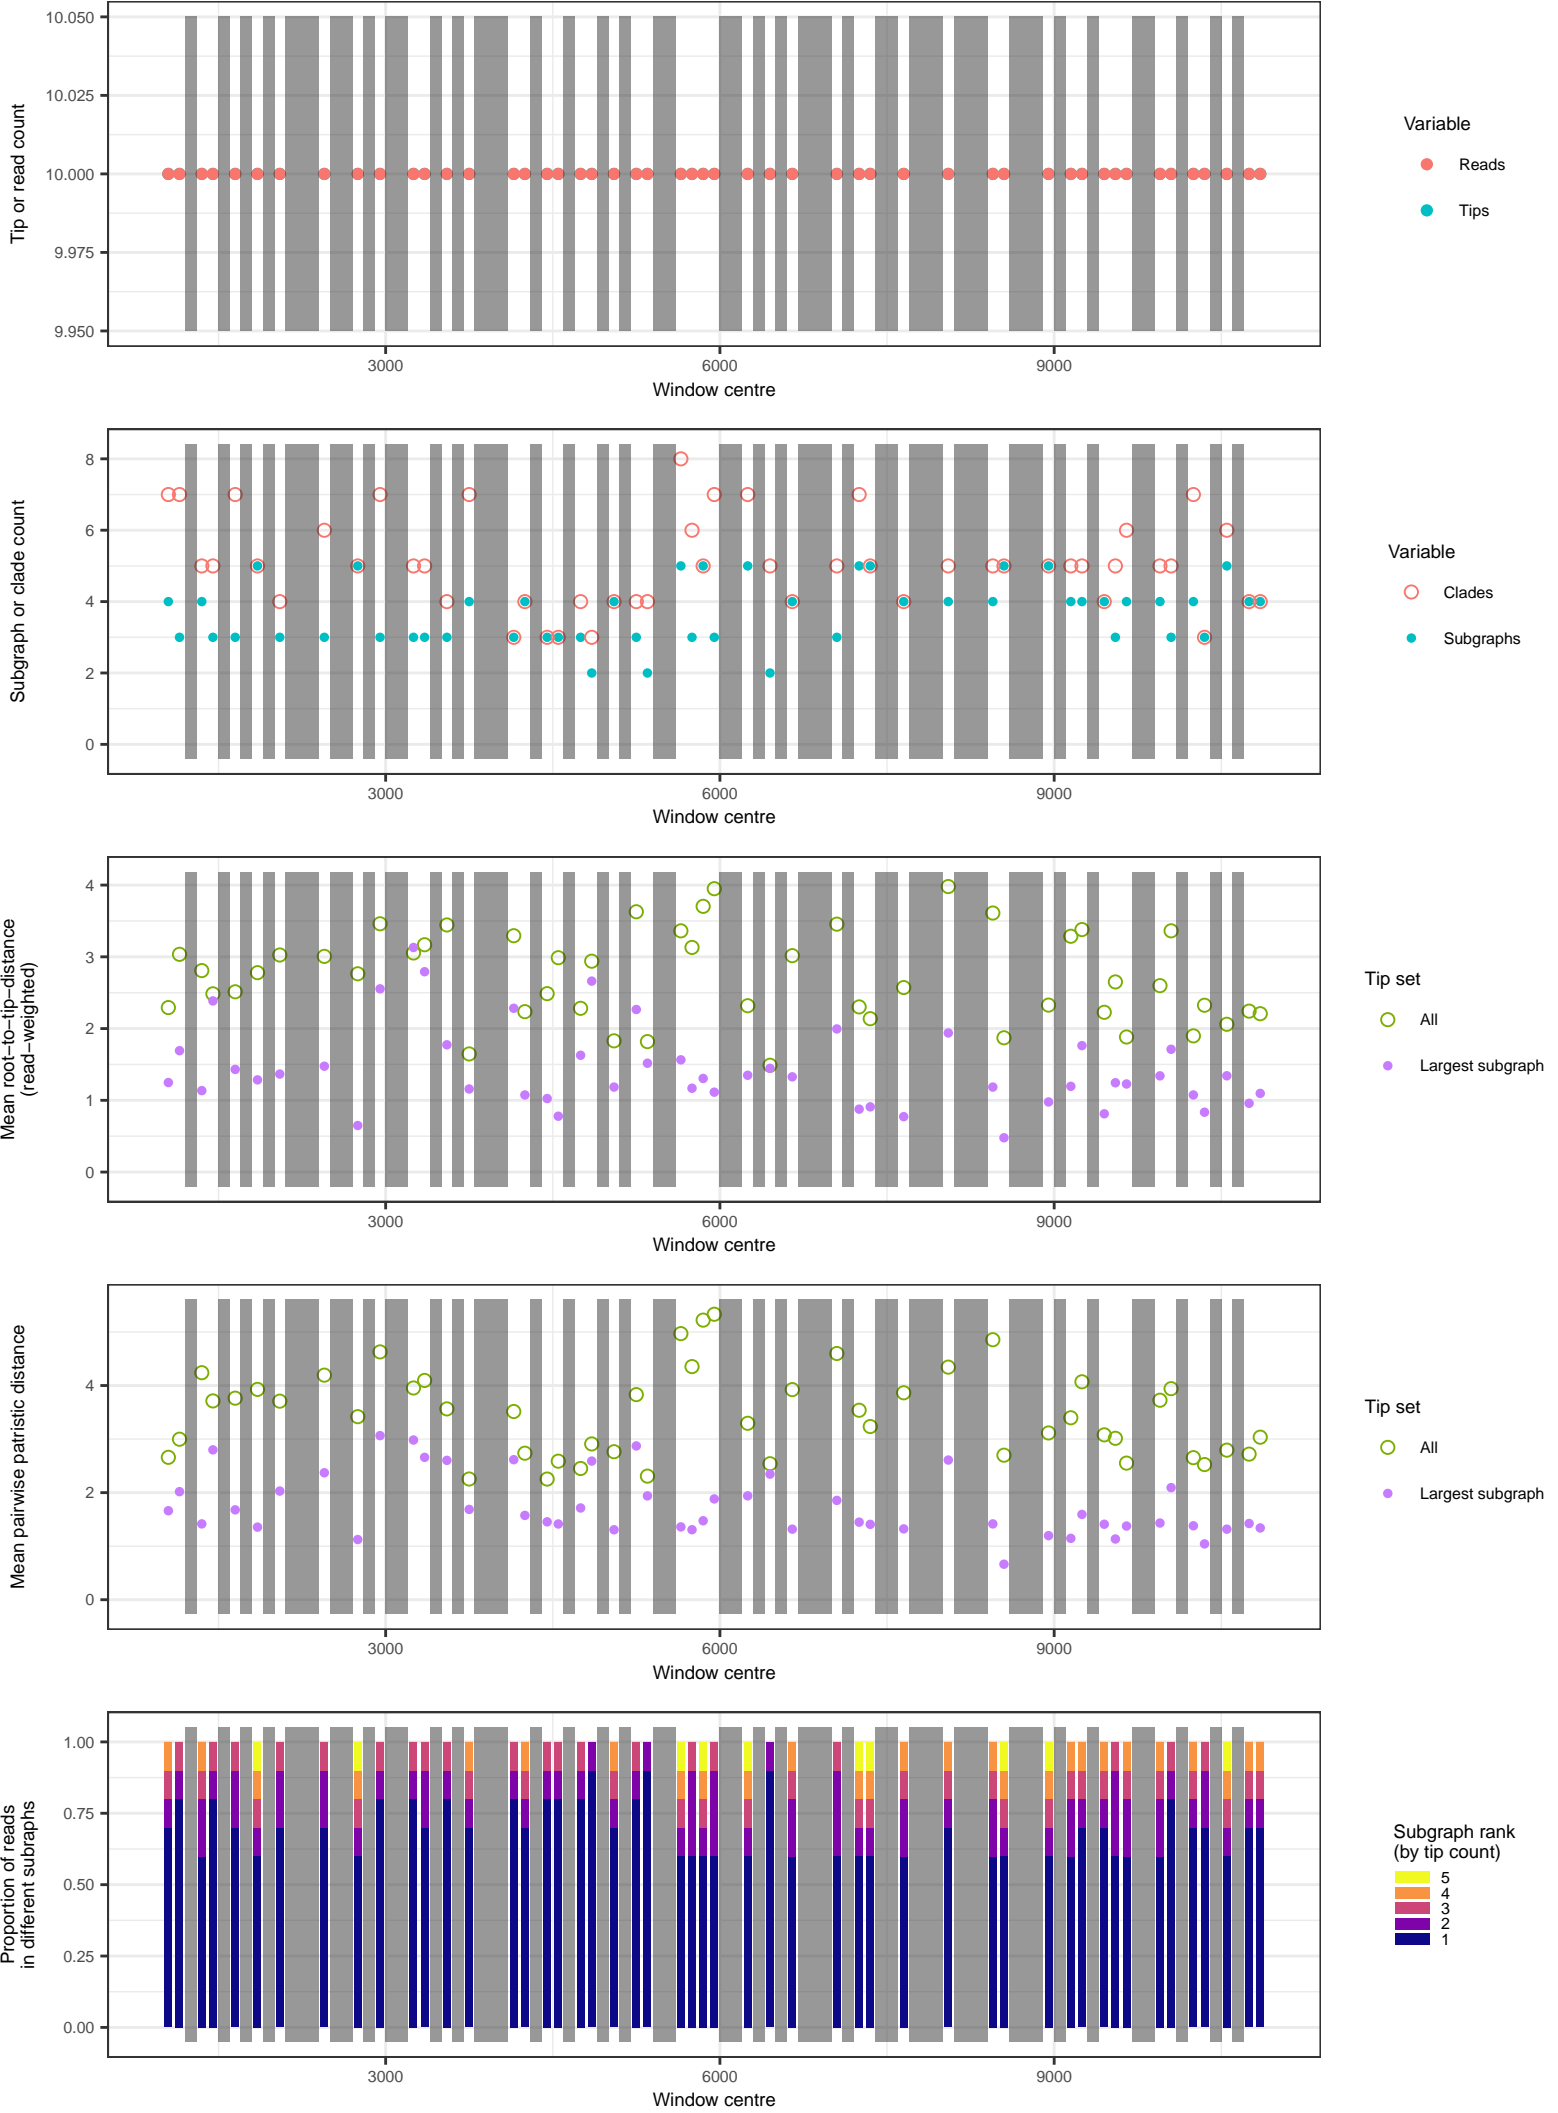 10.050
10.025
10.000
9.975
9.950
Tip or read count
3000
6000
9000
Window centre
Variable
Reads
Tips
8
6
4
2
0
Subgraph or clade count
3000
6000
9000
Window centre
Variable
Clades
Subgraphs
4
3
2
1
0
Mean root−to−tip−distance
(read−weighted)
3000
6000
9000
Window centre
Tip set
All
Largest subgraph
4
2
0
Mean pairwise patristic distance
3000
6000
9000
Window centre
Tip set
All
Largest subgraph
1.00
0.75
0.50
0.25
0.00
Proportion of reads
in different subraphs
3000
6000
9000
Window centre
Subgraph rank
(by tip count)
5
4
3
2
1